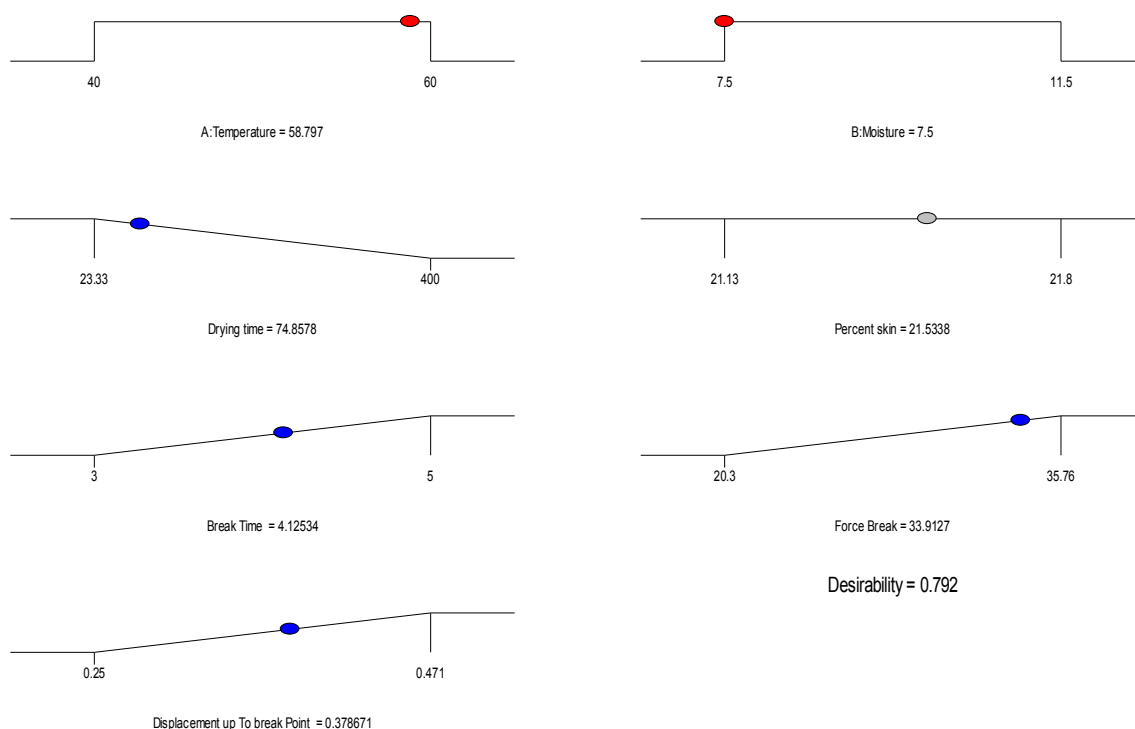 40 60
A:Temperature = 58.797
7.5 11.5
B:Moisture = 7.5
23.33 400
Drying time = 74.8578
21.13 21.8
Percent skin = 21.5338
3 5
Break Time = 4.12534
20.3 35.76
Force Break = 33.9127
Desirability = 0.792
0.25 0.471
Displacement up To break Point = 0.378671